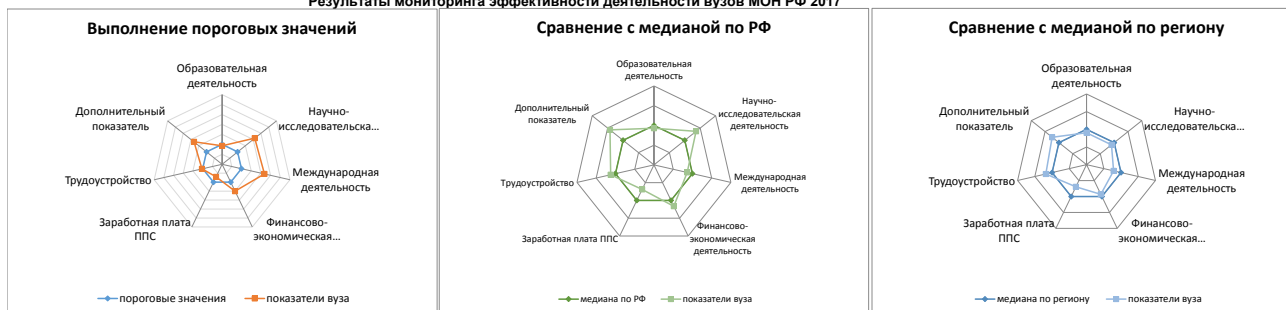 Результаты мониторинга эффективности деятельности вузов МОН РФ 2017
Выполнение пороговых значений
Образовательная
деятельность
Научно-
исследовательска...
Международная
деятельность
Финансово-
экономическая...
Заработная плата
ППС
Трудоустройство
Дополнительный
показатель
пороговые значения
показатели вуза
Сравнение с медианой по РФ
Образовательная
деятельность
Научно-
исследовательская
деятельность
Международная
деятельность
Финансово-
экономическая
деятельность
Заработная плата ППС
Трудоустройство
Дополнительный
показатель
медиана по РФ
показатели вуза
Сравнение с медианой по региону
Образовательная
деятельность
Научно-
исследовательска...
Международная
деятельность
Финансово-
экономическая...
Заработная плата
ППС
Трудоустройство
Дополнительный
показатель
медиана по региону
показатели вуза